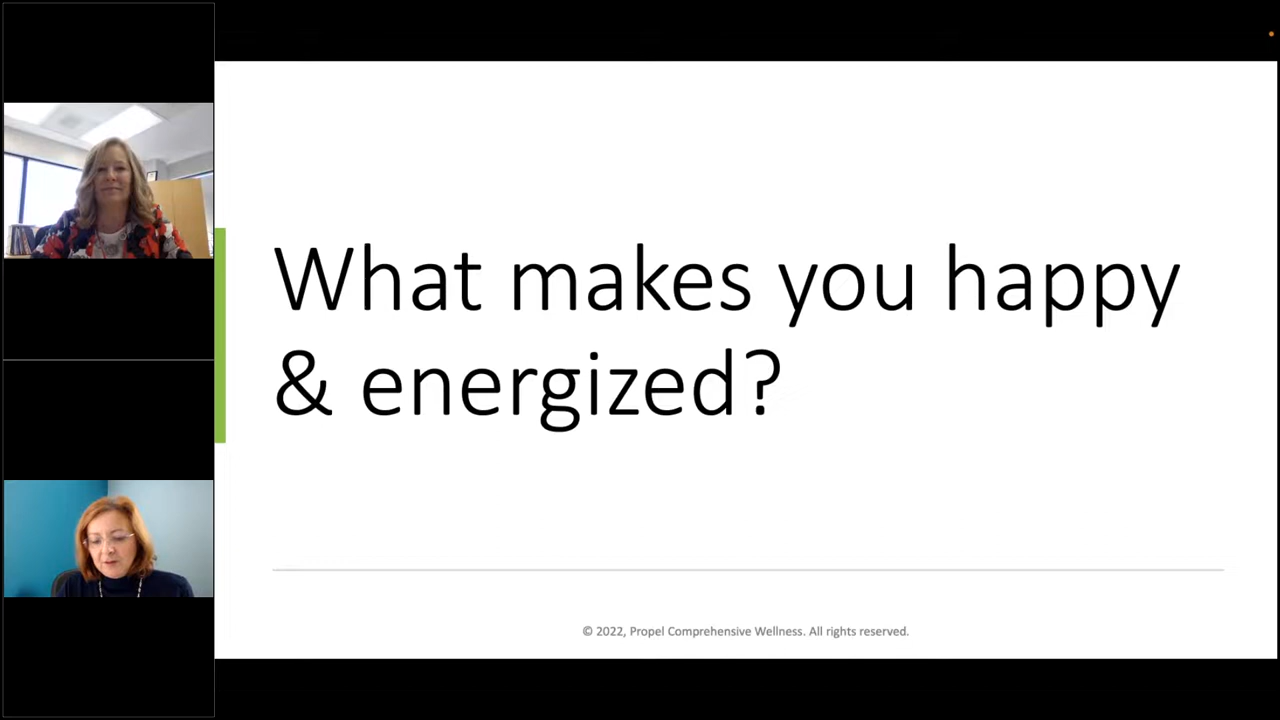 What makes you happy
& energized?
© 2022, Propel Comprehensive Wellness. All rights reserved.